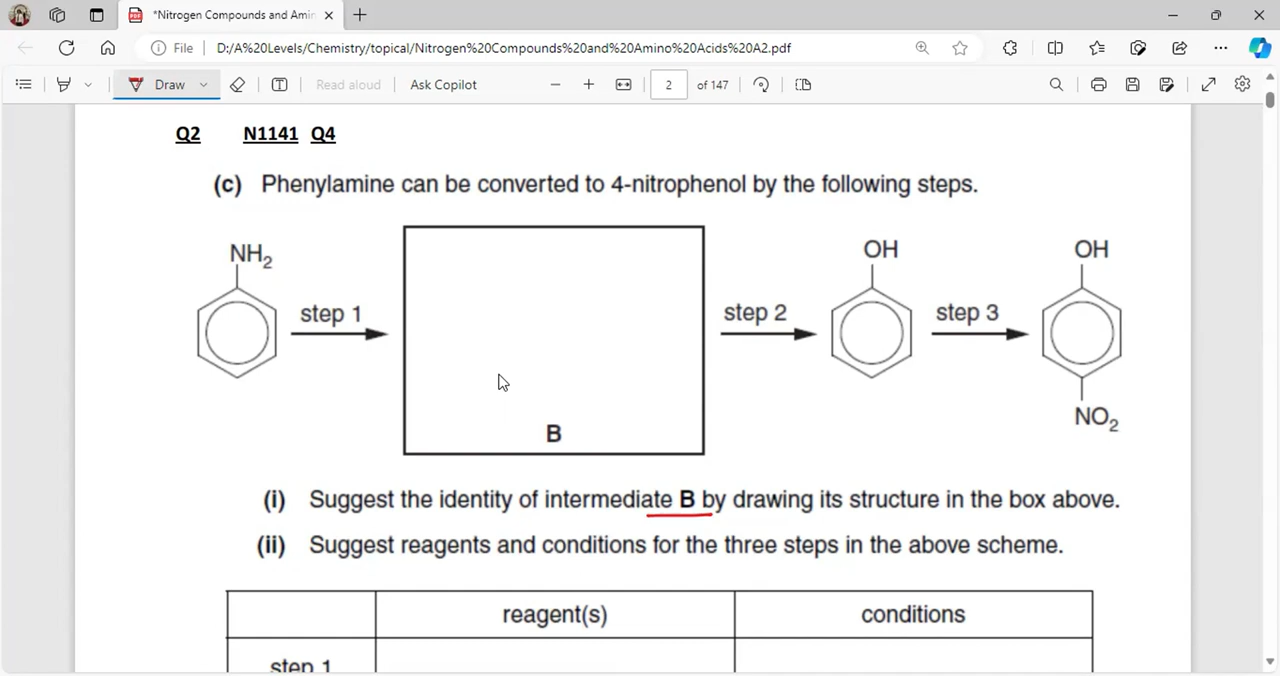 *Nitrogen Compounds and Amin
File D:/A%20Levels/Chemistry/topical/Nitrogen%20Compounds%20and%20Amino%20Acids%20A2.pdf
Draw Read aloud Ask Copilot 2 of 147
Q2 N1141 Q4
(c) Phenylamine can be converted to 4-nitrophenol by the following steps.
NH2 OH OH
step 1 step 2 step 3
NO2
B
(i) Suggest the identity of intermediate B by drawing its structure in the box above.
(ii) Suggest reagents and conditions for the three steps in the above scheme.
reagent(s) conditions
step 1